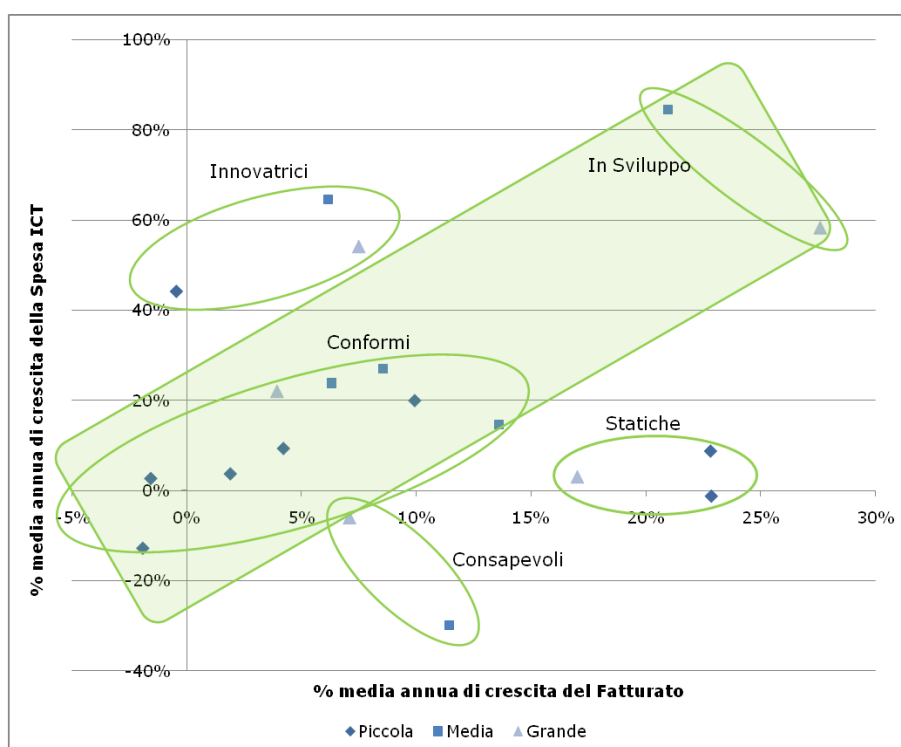 100%
80%
60%
40%
20%
0%
-20%
-40%
-5%
0%
5%
10%
15%
20%
25%
30%
% media annua di crescita della Spesa ICT
Innovatrici
In Sviluppo
Conformi
Statiche
Consapevoli
% media annua di crescita del Fatturato
Piccola
Media
Grande